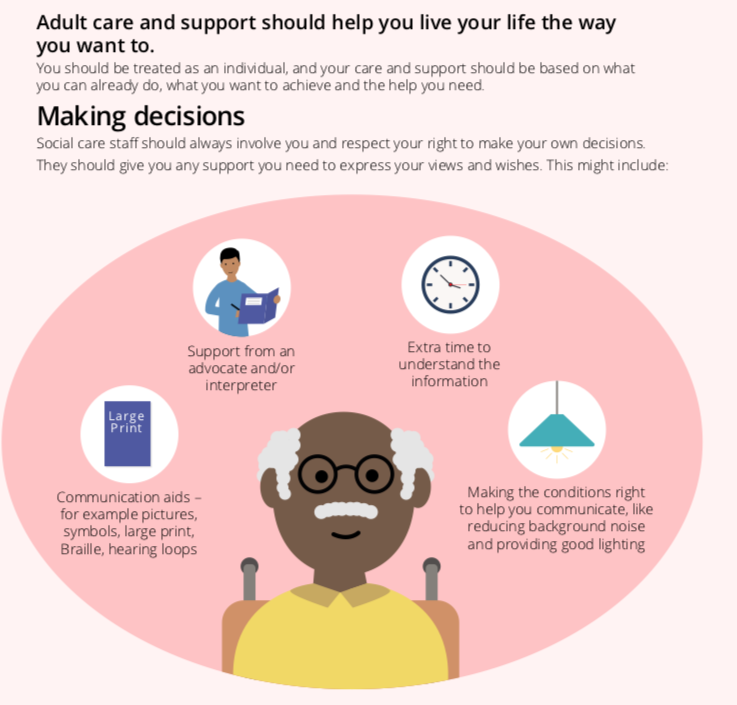 Adult care and support should help you live your life the way
you want to.
You should be treated as an individual, and your care and support should be based on what
you can already do, what you want to achieve and the help you need.
Making decisions
Social care staff should always involve you and respect your right to make your own decisions.
They should give you any support you need to express your views and wishes. This might include:
Support from an
advocate and/or
interpreter
Extra time to
understand the
information
Large
Print
Communication aids –
for example pictures,
symbols, large print,
Braille, hearing loops
Making the conditions right
to help you communicate, like
reducing background noise
and providing good lighting